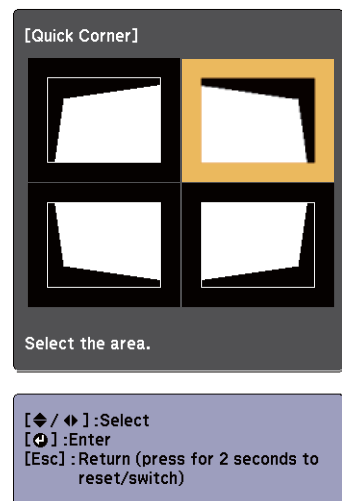 [Quick Corner]
Select the area.
[ / ] :Select
[ ] :Enter
[Esc] : Return (press for 2 seconds to
reset/switch)